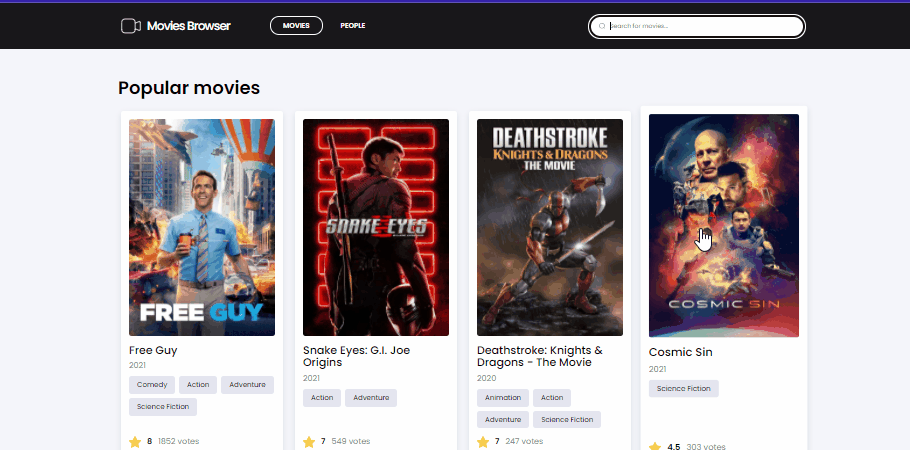 Movies Browser
MOVIES
PEOPLE
Search for movies...
Popular movies
FREE GUY
SNAKE EYES
DEATHSTROKE
KNIGHTS & DRAGONS
THE MOVIE
COSMIC SIN
Free Guy
2021
Comedy
Action
Adventure
Science Fiction
8 1852 votes
Snake Eyes: G.I. Joe
Origins
2021
Action
Adventure
7 549 votes
Deathstroke: Knights &
Dragons - The Movie
2020
Animation
Action
Adventure
Science Fiction
7 247 votes
Cosmic Sin
2021
Science Fiction
4.5 303 votes